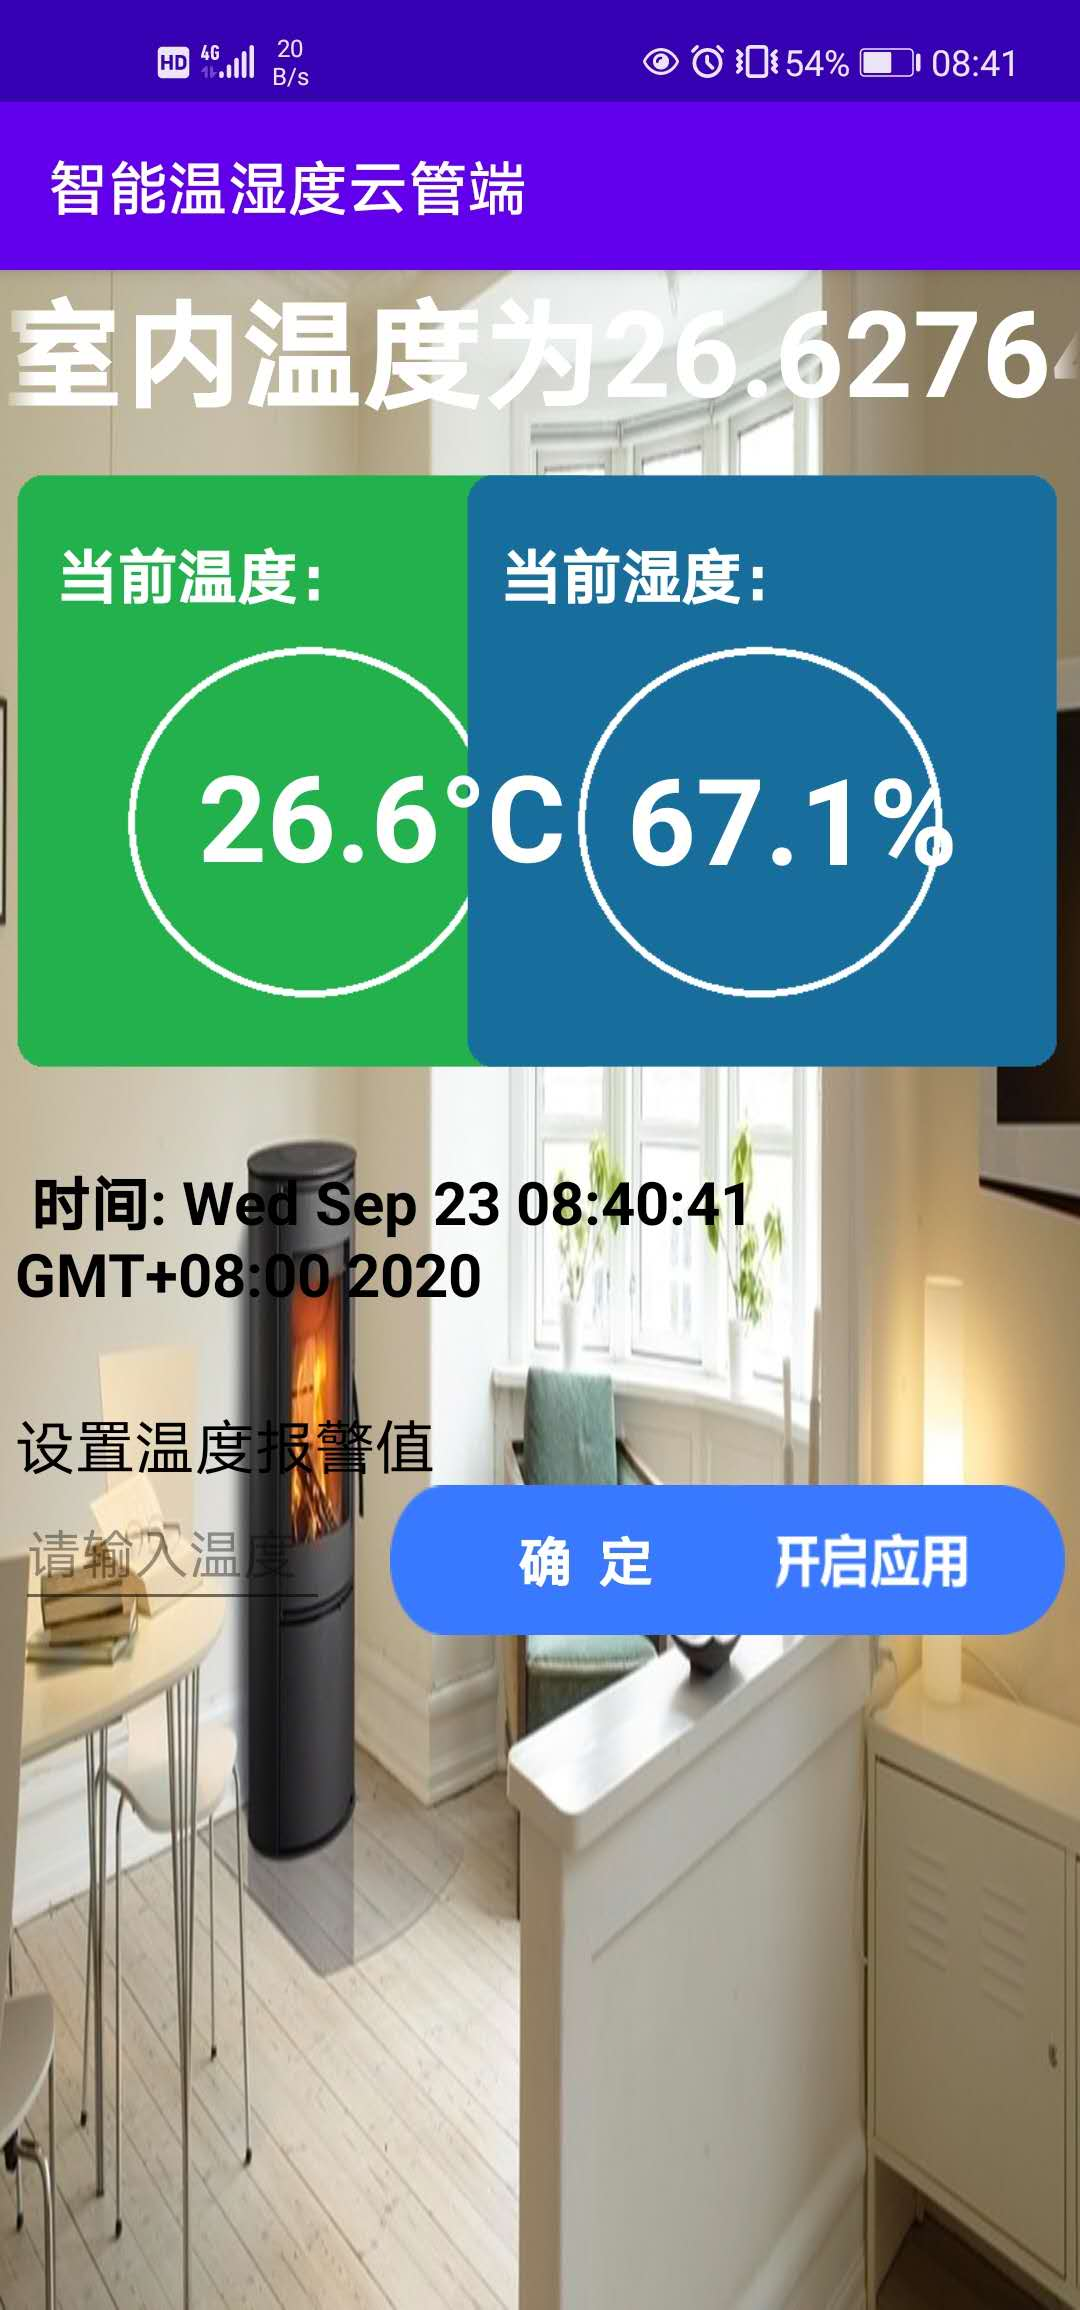 HD 4G 20 B/s 54% 08:41
智能温湿度云管端
室内温度为26.6276
当前温度:
当前湿度:
26.6°C
67.1%
时间: Wed Sep 23 08:40:41
GMT+08:00 2020
设置温度报警值
请输入温度
确 定
开启应用